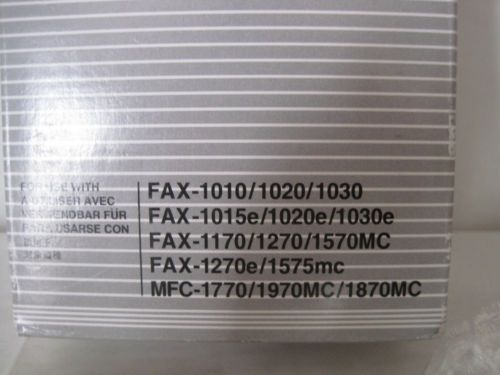 FOR USE WITH
A UTILISER AVEC
VERWENDBAR FÜR
PARA USARSE CON
FAX-1010/1020/1030
FAX-1015e/1020e/1030e
FAX-1170/1270/1570MC
FAX-1270e/1575mc
MFC-1770/1970MC/1870MC